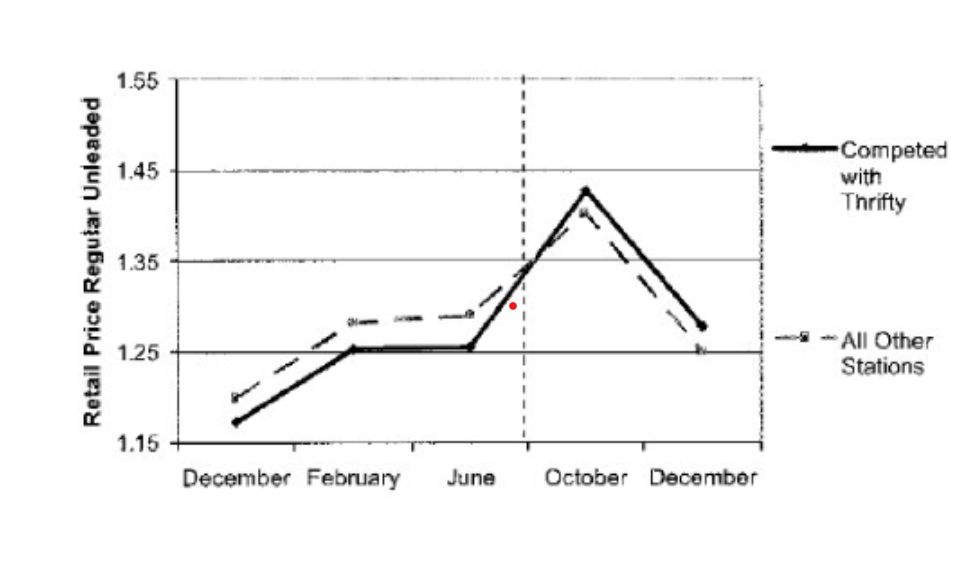 Retail Price Regular Unleaded
1.55
1.45
1.35
1.25
1.15
December February June October December
Competed
with
Thrifty
All Other
Stations